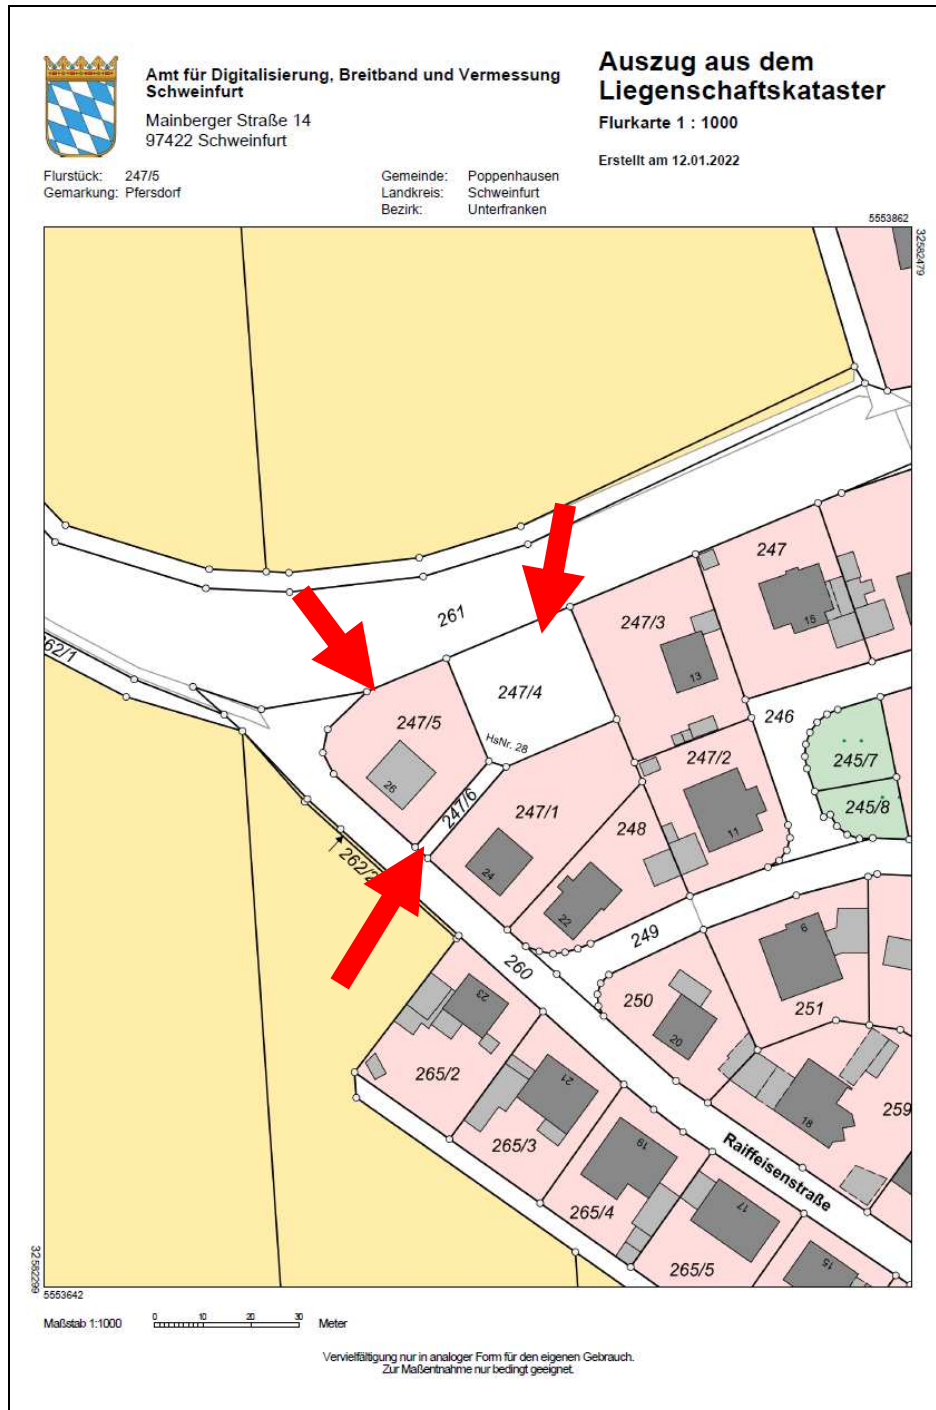 Amt für Digitalisierung, Breitband und Vermessung
Schweinfurt
Mainberger Straße 14
97422 Schweinfurt
Auszug aus dem
Liegenschaftskataster
Flurkarte 1 : 1000
Erstellt am 12.01.2022
Flurstück: 247/5
Gemarkung: Pfersdorf
Gemeinde: Poppenhausen
Landkreis: Schweinfurt
Bezirk: Unterfranken
5553862
32582479
261
262/1
247
15
247/3
13
247/4
HsNr. 28
247/5
26
247/6
246
247/2
11
245/7
245/8
247/1
24
248
22
262/2
249
260
250
20
6
251
23
265/2
21
265/3
19
265/4
18
259
Raiffeisenstraße
17
265/5
15
32582299
5553642
Maßstab 1:1000
0 10 20 30 Meter
Vervielfältigung nur in analoger Form für den eigenen Gebrauch.
Zur Maßentnahme nur bedingt geeignet.